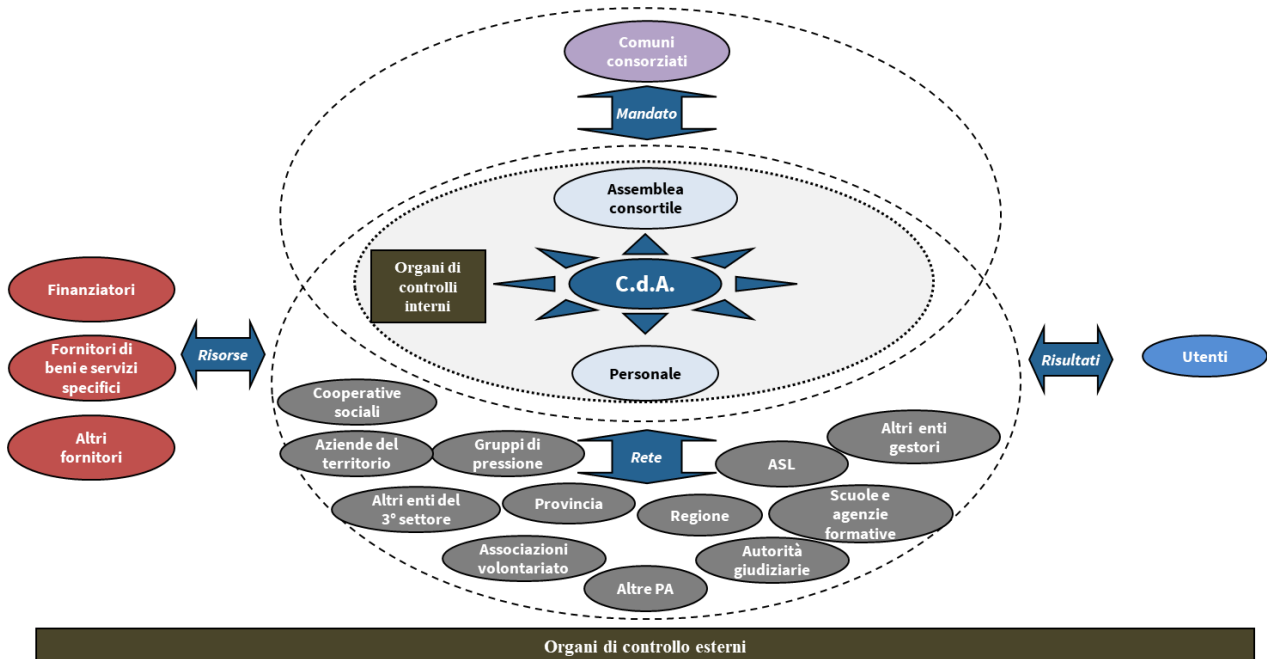 Comuni
consorziati
Mandato
Assemblea
consortile
Organi di
controlli
interni
C.d.A.
Personale
Finanziatori
Fornitori di
beni e servizi
specifici
Altri
fornitori
Risorse
Risultati
Utenti
Cooperative
sociali
Aziende del
territorio
Gruppi di
pressione
Rete
ASL
Altri enti
gestori
Altri enti del
3° settore
Provincia
Regione
Scuole e
agenzie
formative
Associazioni
volontariato
Altre PA
Autorità
giudiziarie
Organi di controllo esterni